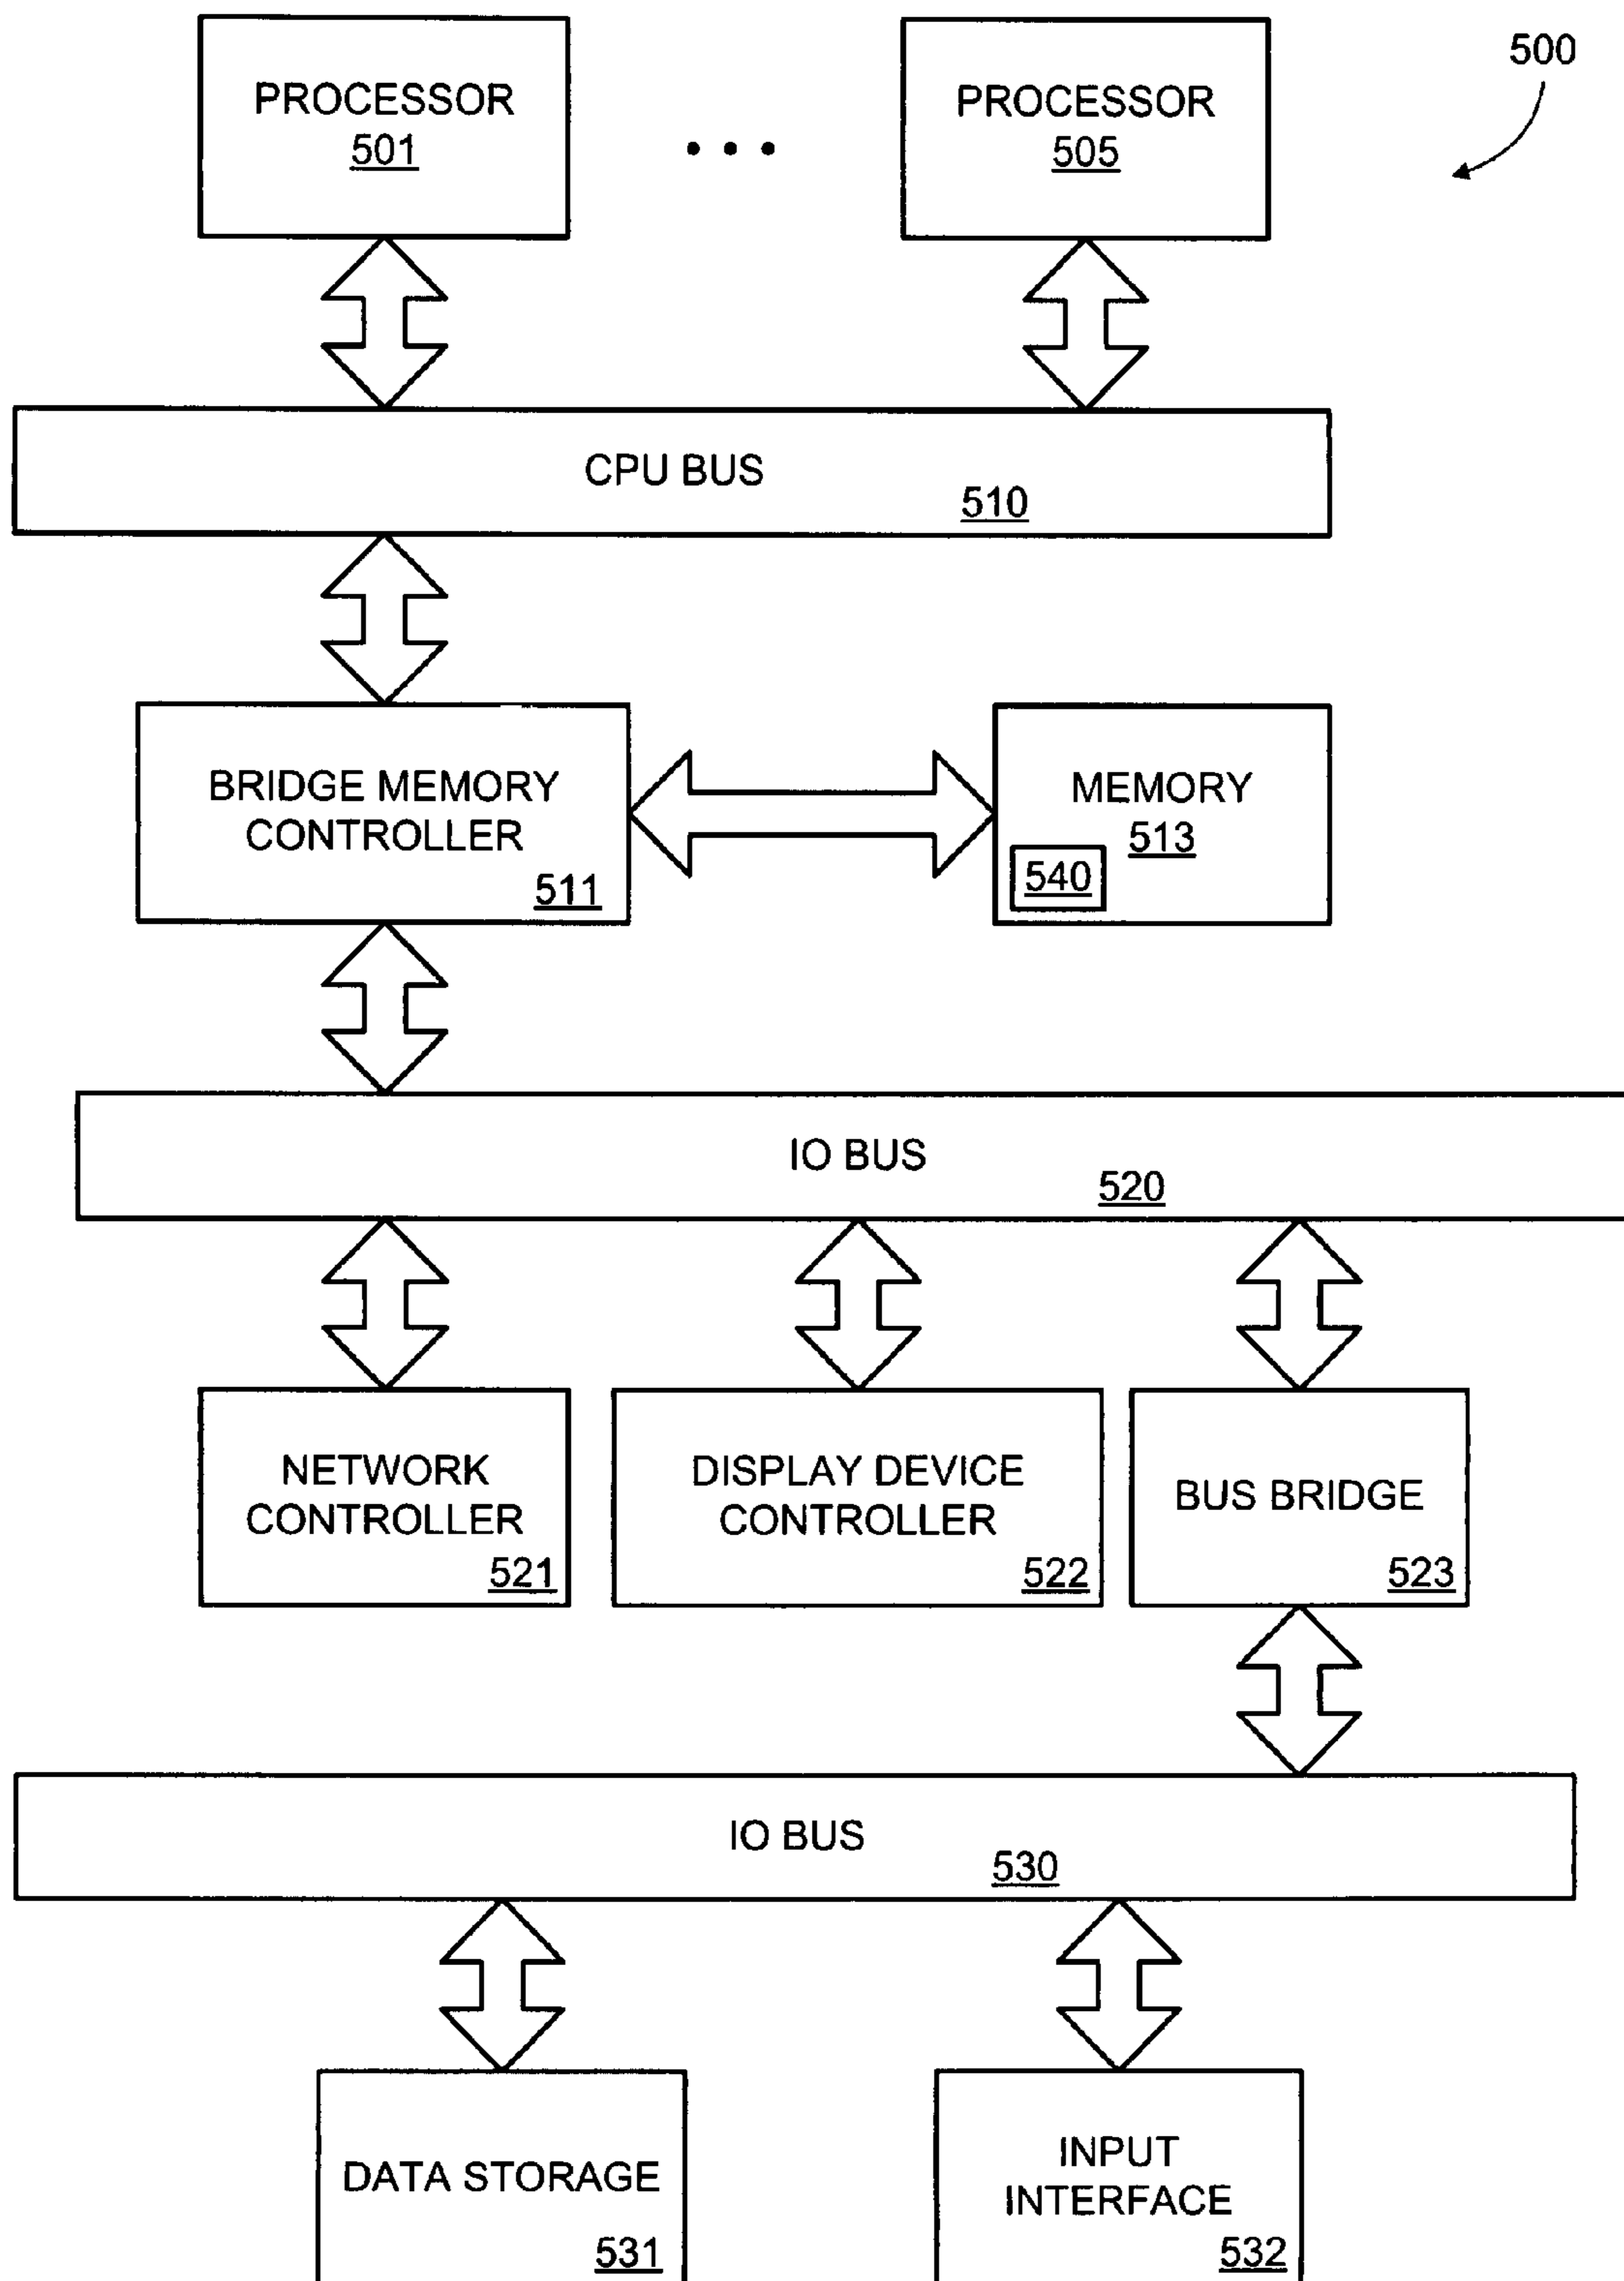 500
PROCESSOR
501
. . .
PROCESSOR
505
CPU BUS
510
BRIDGE MEMORY
CONTROLLER
511
MEMORY
513
540
IO BUS
520
NETWORK
CONTROLLER
521
DISPLAY DEVICE
CONTROLLER
522
BUS BRIDGE
523
IO BUS
530
DATA STORAGE
531
INPUT
INTERFACE
532